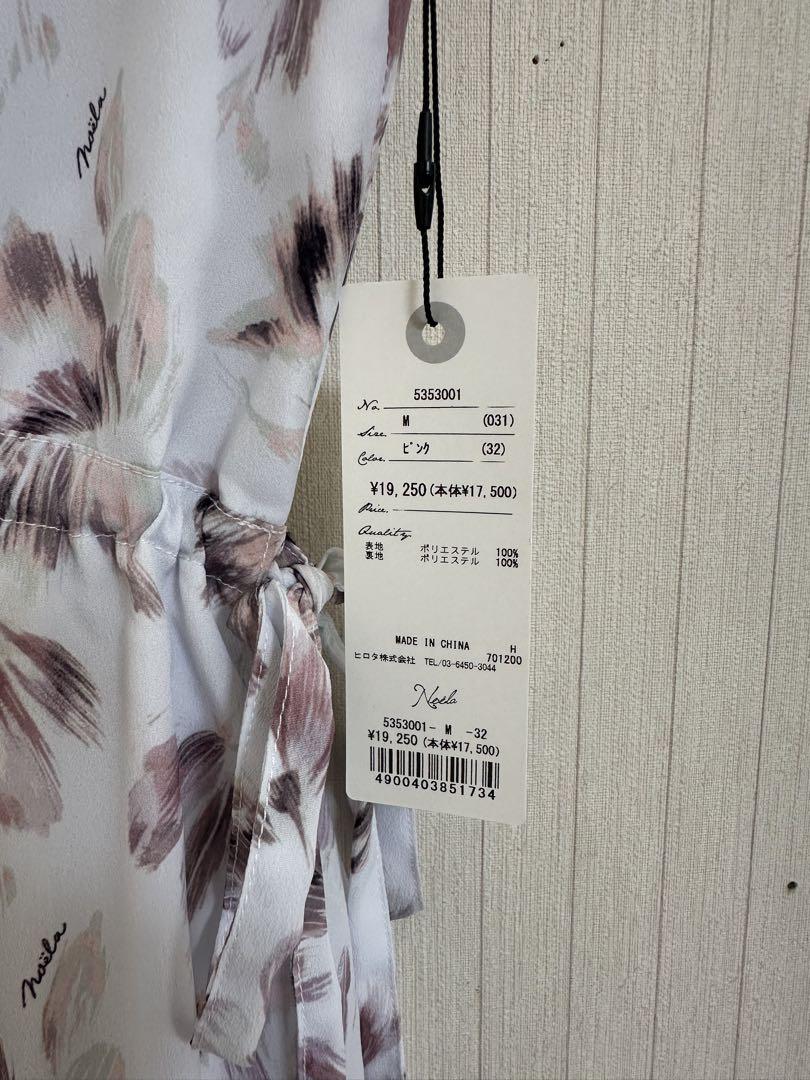 noëla
No. 5353001
Size. M (031)
Color. ピンク (32)
¥19,250(本体¥17,500)
Price.
Quality.
表地 ポリエステル 100%
裏地 ポリエステル 100%
MADE IN CHINA H
ヒロタ株式会社 TEL/03-6450-3044 701200
Noëla
5353001- M -32
¥19,250(本体¥17,500)
4900403851734
noëla